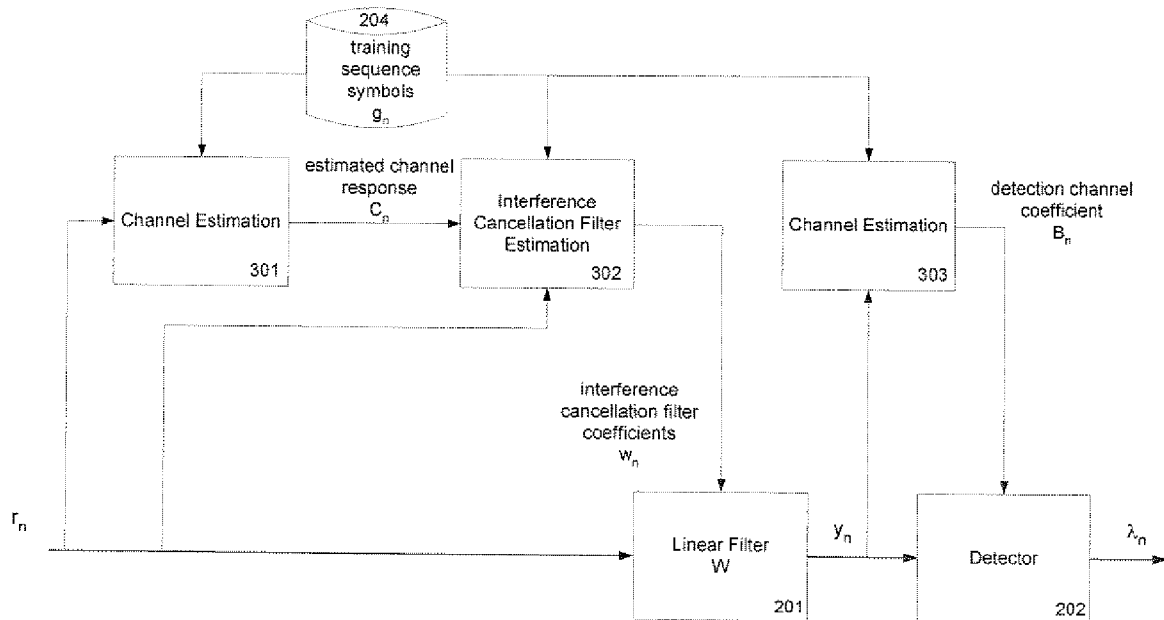 204
training
sequence
symbols
gn
estimated channel
response
Cn
Channel Estimation
301
Interference
Cancellation Filter
Estimation
302
Channel Estimation
303
detection channel
coefficient
Bn
interference
cancellation filter
coefficients
wn
rn
Linear Filter
W
201
yn
Detector
202
λn